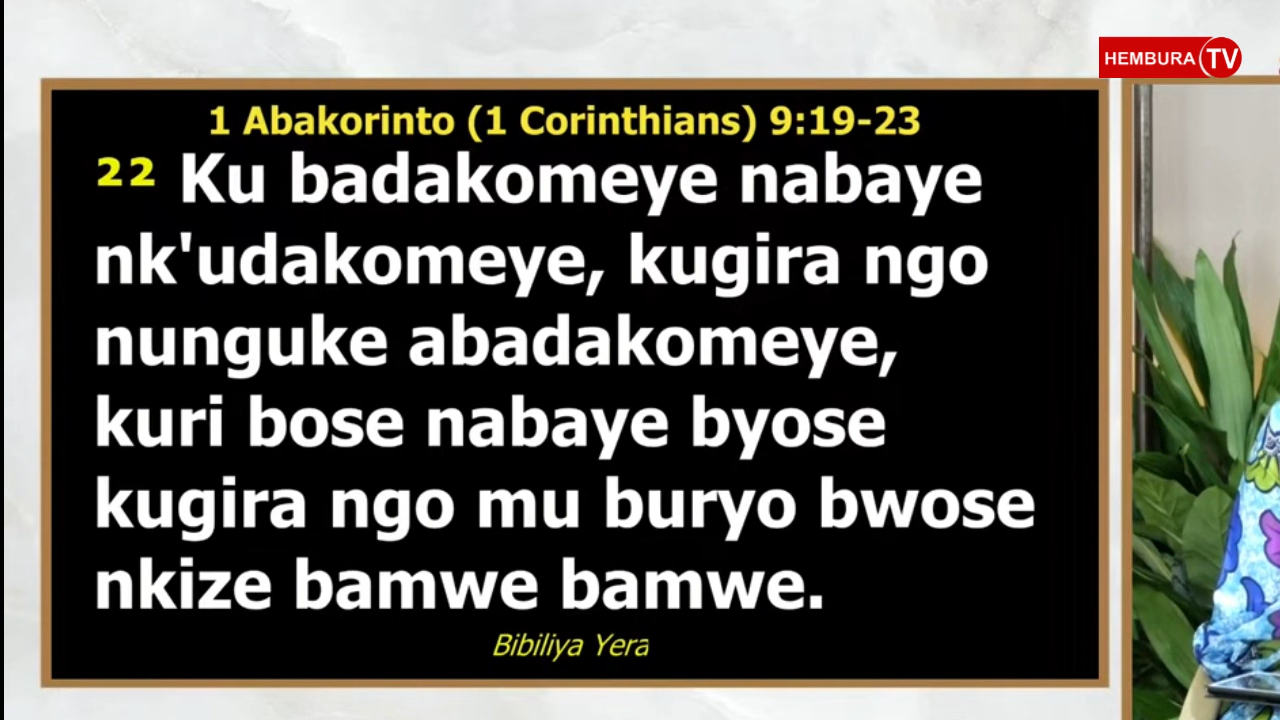 HEMBURA TV
1 Abakorinto (1 Corinthians) 9:19-23
²² Ku badakomeye nabaye
nk'udakomeye, kugira ngo
nunguke abadakomeye,
kuri bose nabaye byose
kugira ngo mu buryo bwose
nkize bamwe bamwe.
Bibiliya Yera